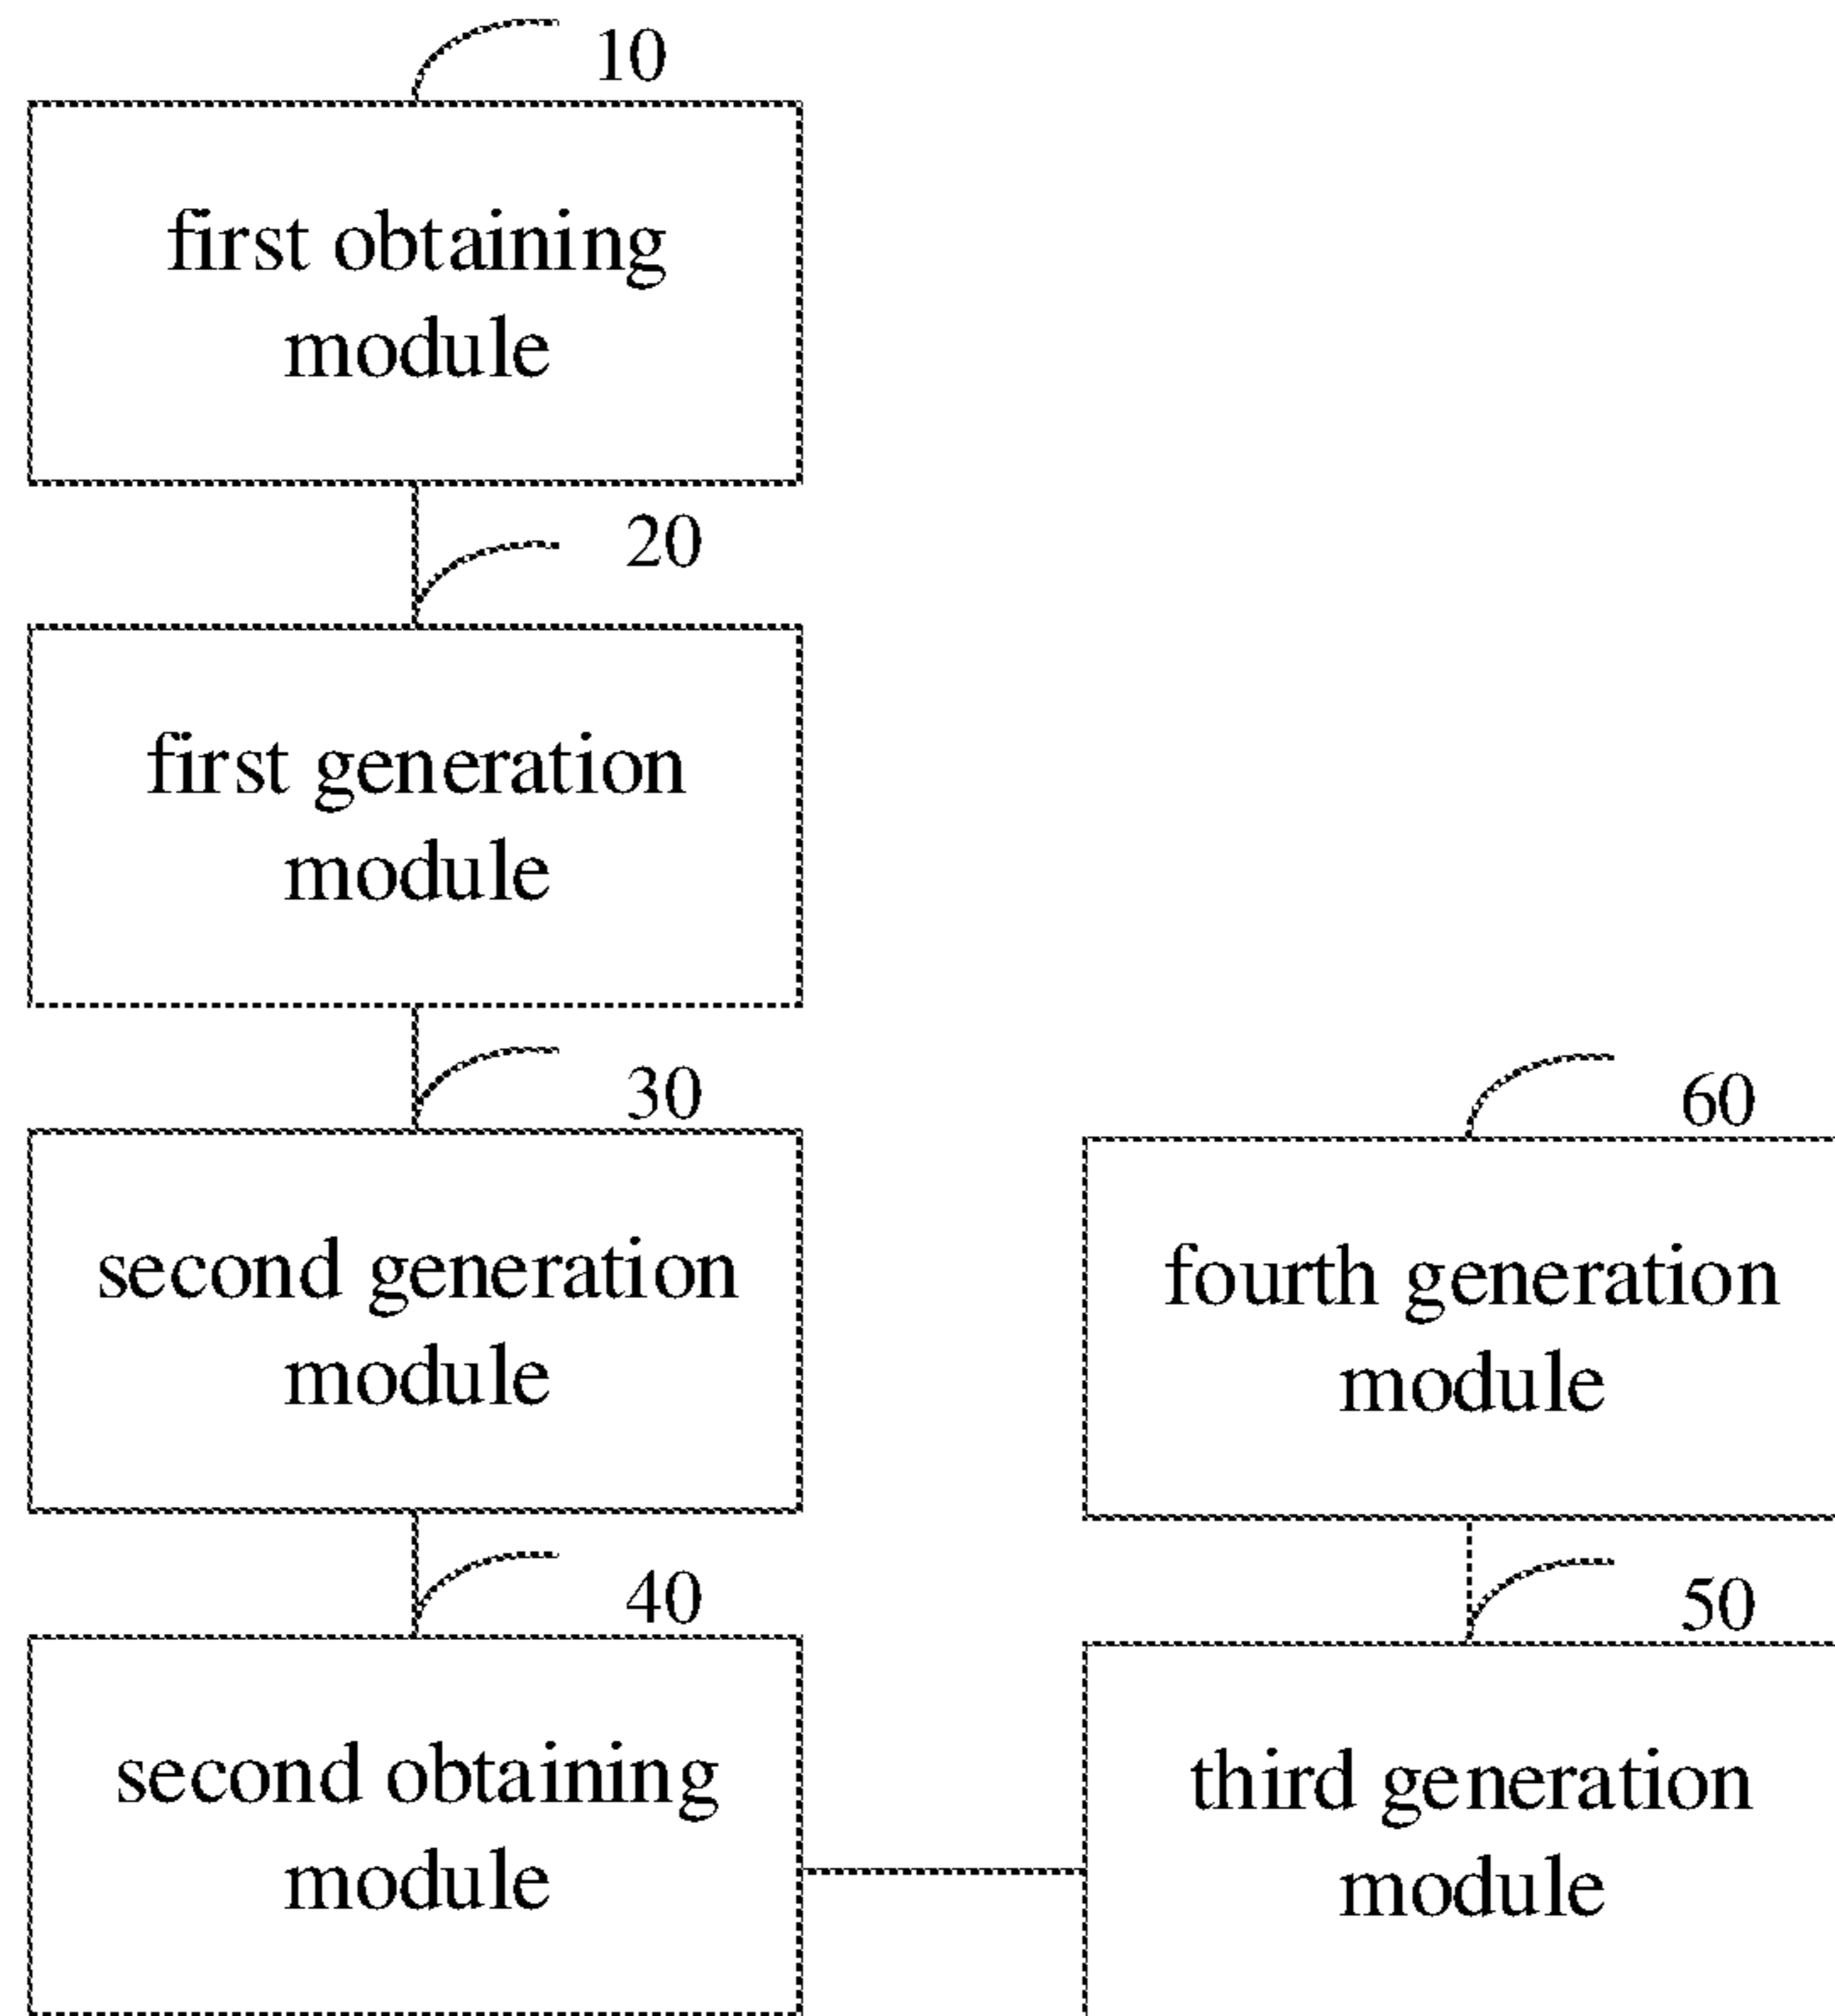 10
first obtaining
module
20
first generation
module
30
second generation
module
40
second obtaining
module
60
fourth generation
module
50
third generation
module